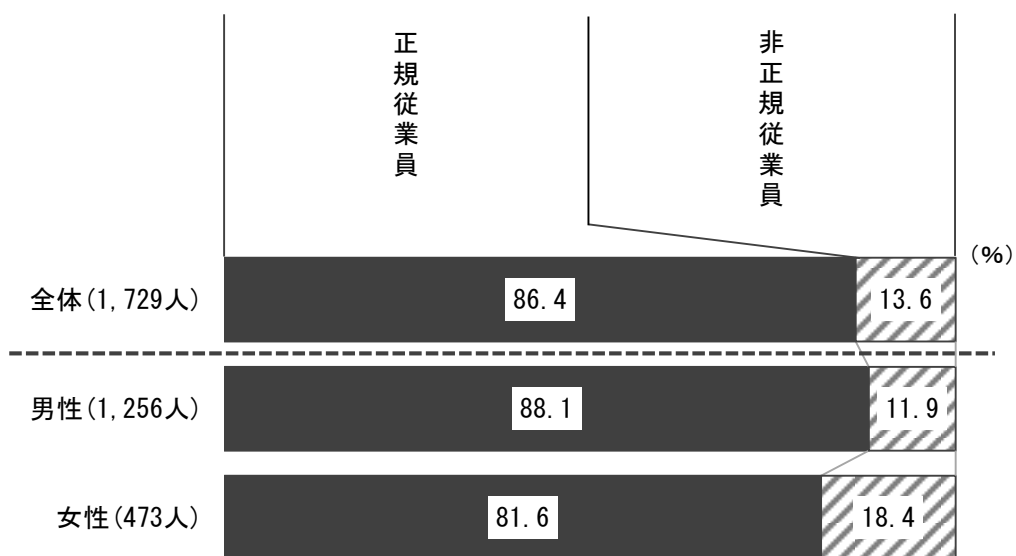 正規従業員
非正規従業員
(%)
全体(1,729人)
86.4
13.6
男性(1,256人)
88.1
11.9
女性(473人)
81.6
18.4